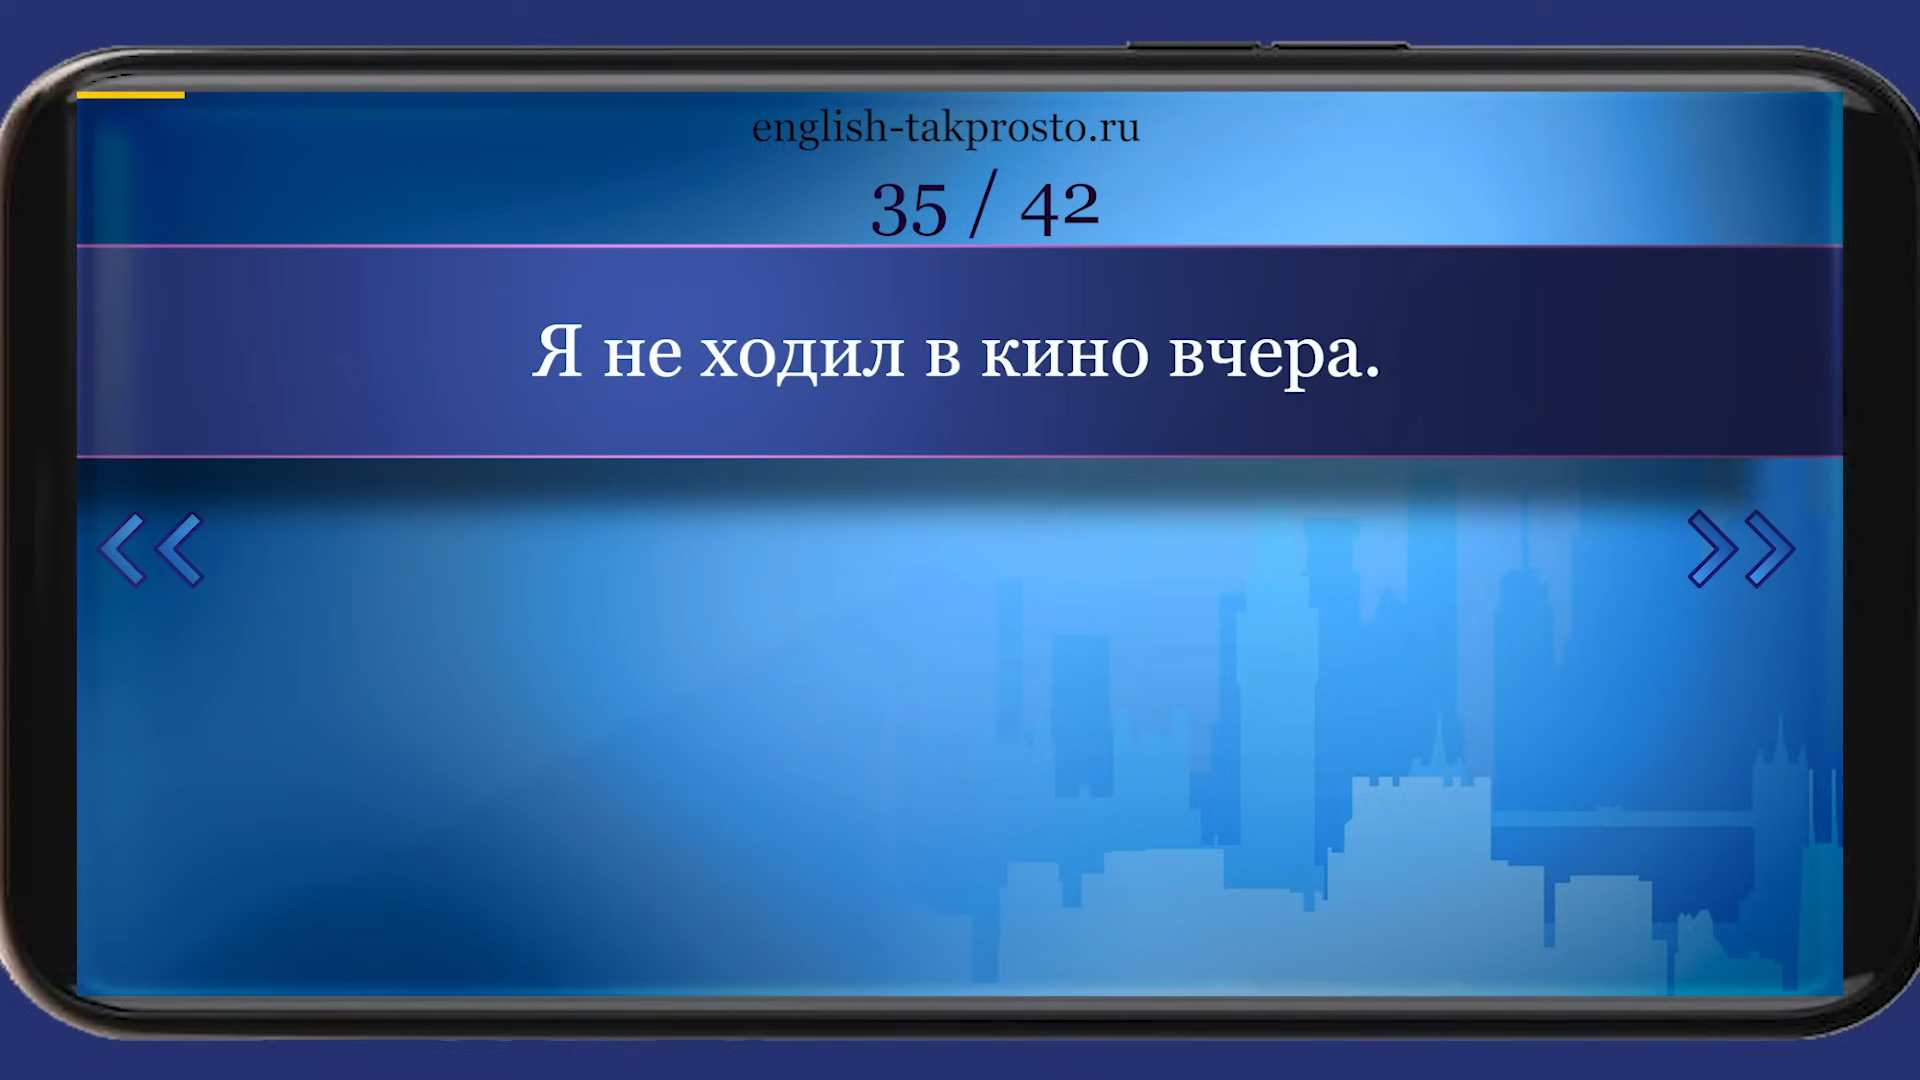 english-takprosto.ru
35 / 42
Я не ходил в кино вчера.